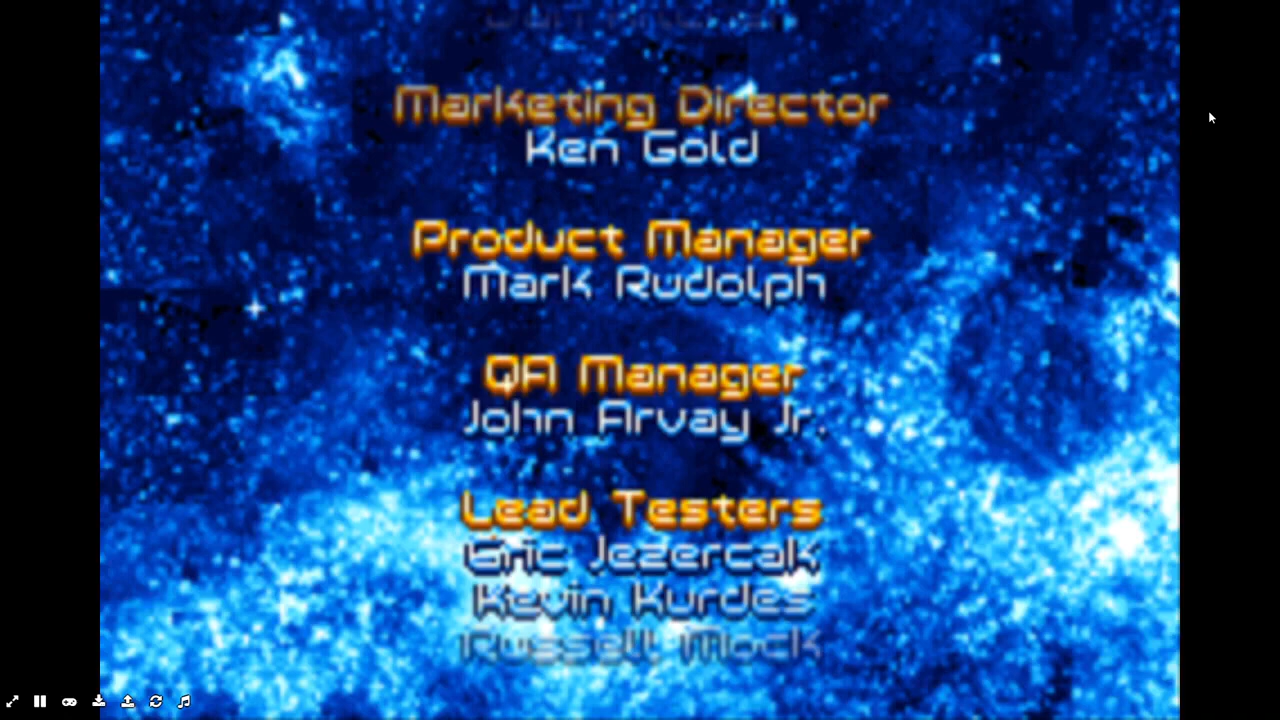 Marketing Director
Ken Gold
Product Manager
Mark Rudolph
QA Manager
John Arvay Jr.
Lead Testers
Eric Jezercak
Kevin Kurdes
Russell Mock